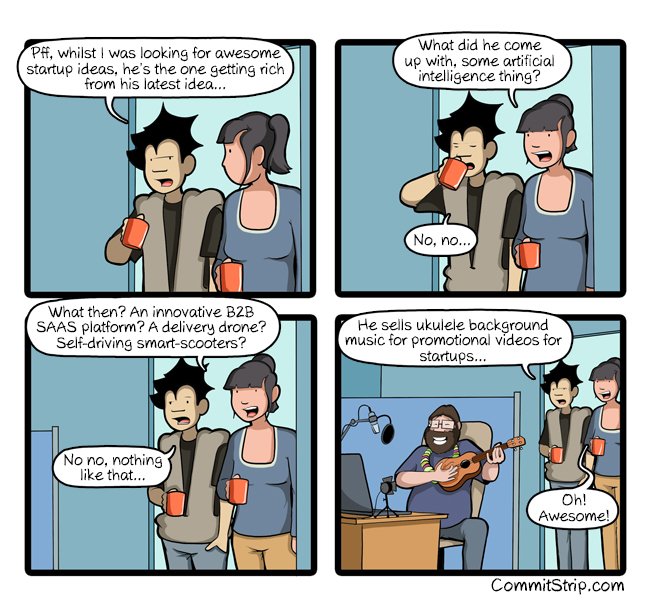 Pff, whilst I was looking for awesome
startup ideas, he's the one getting rich
from his latest idea...
What did he come
up with, some artificial
intelligence thing?
No, no...
What then? An innovative B2B
SAAS platform? A delivery drone?
Self-driving smart-scooters?
No no, nothing
like that...
He sells ukulele background
music for promotional videos for
startups...
Oh!
Awesome!
CommitStrip.com